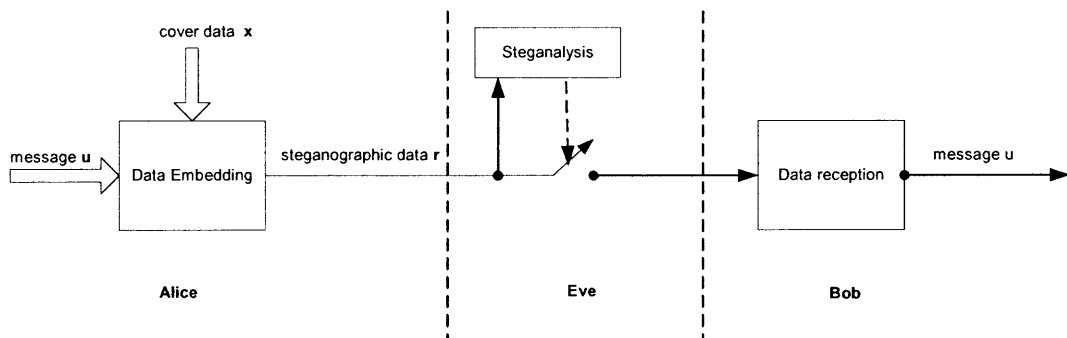 cover data x
Steganalysis
message u
Data Embedding
steganographic data r
Data reception
message u
Alice
Eve
Bob